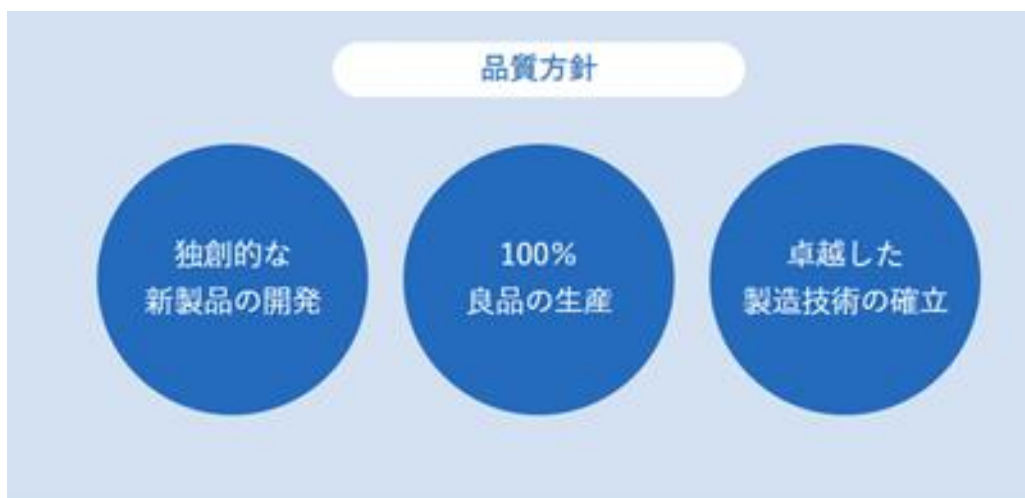 品質方針
独創的な
新製品の開発
100%
良品の生産
卓越した
製造技術の確立